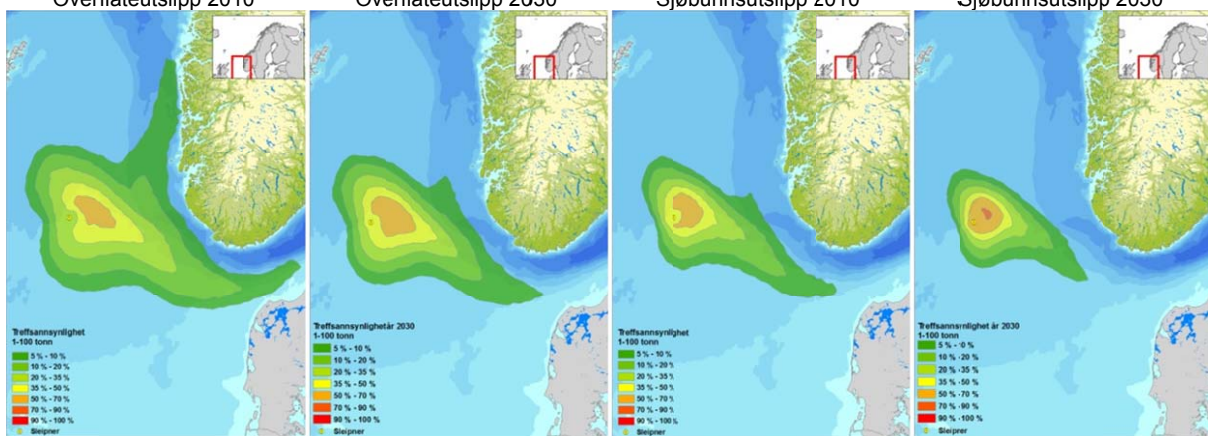 Overflateutslipp 2010
Overflateutslipp 2030
Sjøbunnsutslipp 2010
Sjøbunnsutslipp 2030
Treffsannsynlighet
1-100 tonn
5 % - 10 %
10 % - 20 %
20 % - 35 %
35 % - 50 %
50 % - 70 %
70 % - 90 %
90 % - 100 %
Sleipner
Treffsannsynlighet år 2030
1-100 tonn
5 % - 10 %
10 % - 20 %
20 % - 35 %
35 % - 50 %
50 % - 70 %
70 % - 90 %
90 % - 100 %
Sleipner
Treffsannsynlighet
1-100 tonn
5 % - 10 %
10 % - 20 %
20 % - 35 %
35 % - 50 %
50 % - 70 %
70 % - 90 %
90 % - 100 %
Sleipner
Treffsannsynlighet år 2030
1-100 tonn
5 % - 10 %
10 % - 20 %
20 % - 35 %
35 % - 50 %
50 % - 70 %
70 % - 90 %
90 % - 100 %
Sleipner